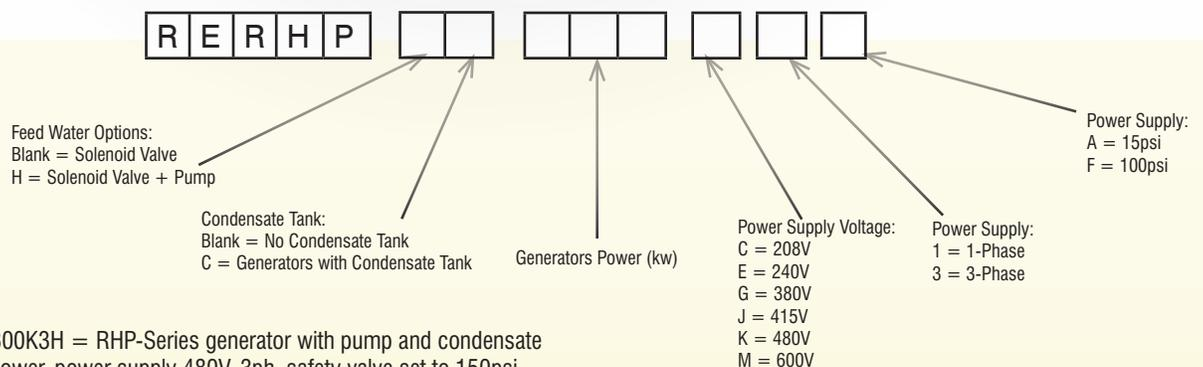 RERHP
Feed Water Options:
Blank = Solenoid Valve
H = Solenoid Valve + Pump
Condensate Tank:
Blank = No Condensate Tank
C = Generators with Condensate Tank
Generators Power (kw)
Power Supply Voltage:
C = 208V
E = 240V
G = 380V
J = 415V
K = 480V
M = 600V
Power Supply:
1 = 1-Phase
3 = 3-Phase
Power Supply:
A = 15psi
F = 100psi
00K3H = RHP-Series generator with pump and condensate
power supply 480V, 3ph, safety valve set to 150psi